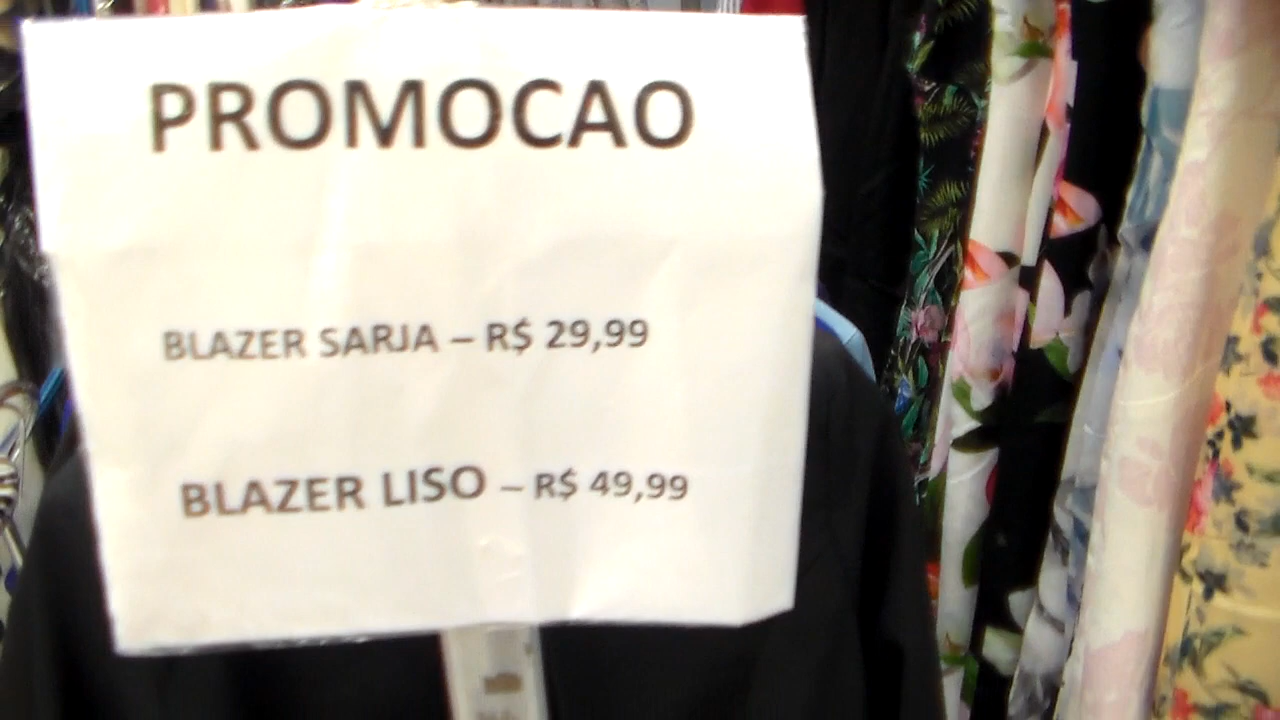 PROMOCAO
BLAZER SARJA – R$ 29,99
BLAZER LISO – R$ 49,99